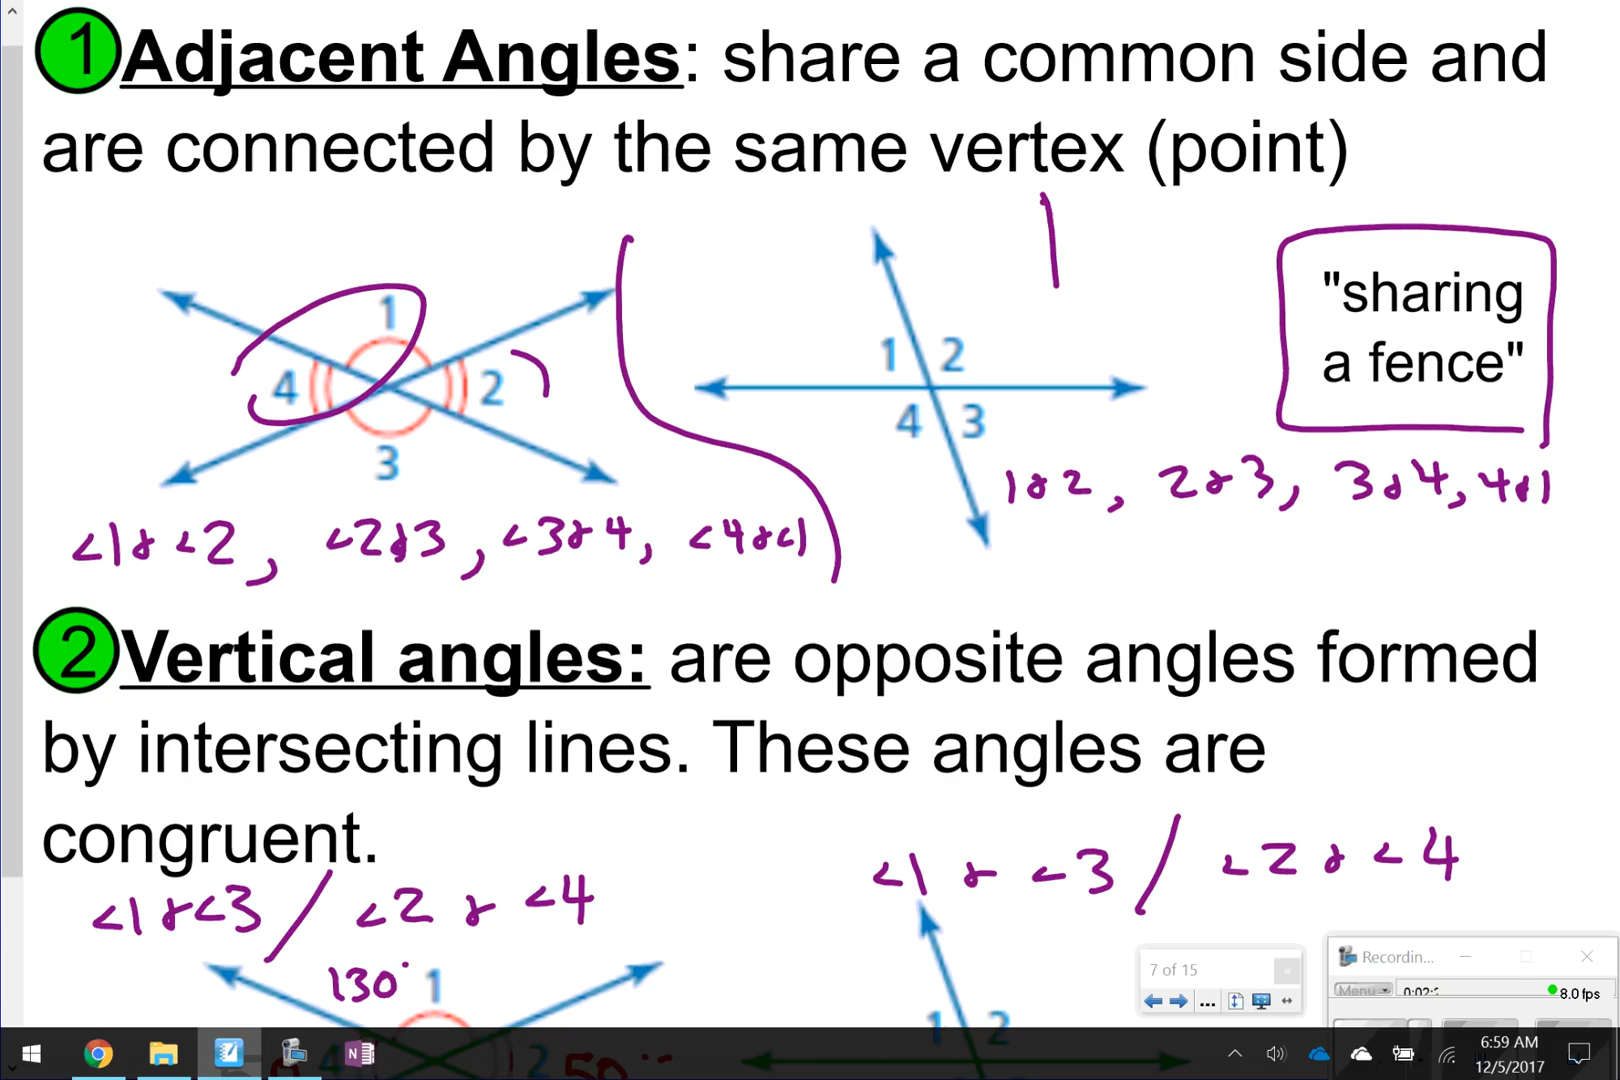 1 Adjacent Angles: share a common side and
are connected by the same vertex (point)
1
4 2
3
1 2
4 3
"sharing
a fence"
<1 & <2, <2&3, <3&4, <4&<1
1&2, 2&3, 3&4, 4&1
2 Vertical angles: are opposite angles formed
by intersecting lines. These angles are
congruent.
<1 & <3 / <2 & <4
<1 & <3 / <2 & <4
130° 1
4 2 50°
1 2
7 of 15
...
Recordin...
Menu
8.0 fps
6:59 AM
12/5/2017